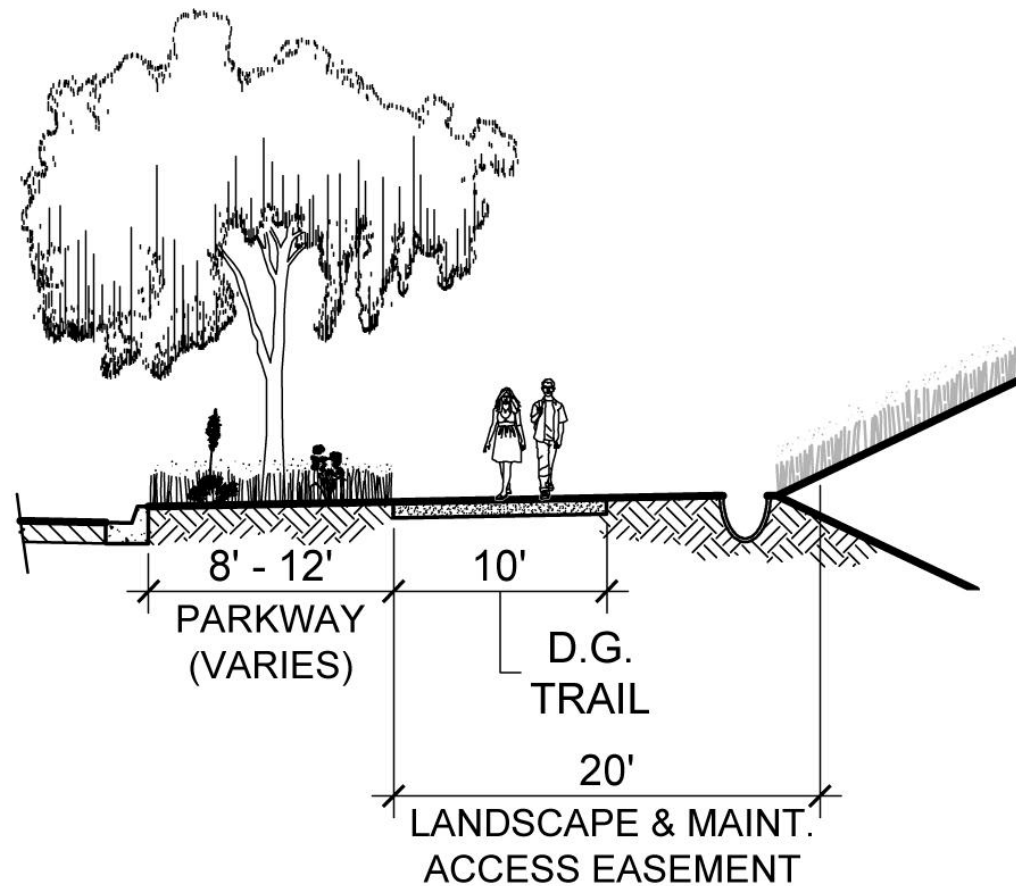 8' - 12'
PARKWAY
(VARIES)
10'
D.G.
TRAIL
20'
LANDSCAPE & MAINT.
ACCESS EASEMENT